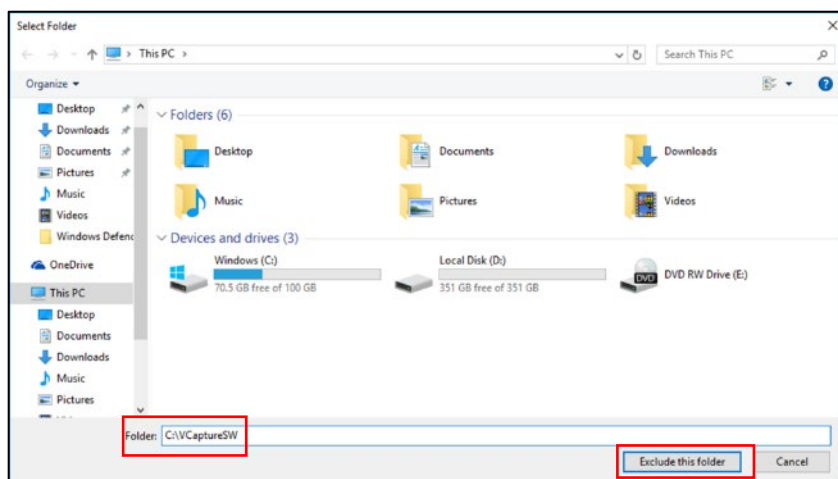 Select Folder
This PC
Search This PC
Organize
Desktop
Downloads
Documents
Pictures
Music
Videos
Windows Defenc
OneDrive
This PC
Desktop
Documents
Downloads
Music
Pictures
Folders (6)
Desktop
Documents
Downloads
Music
Pictures
Videos
Devices and drives (3)
Windows (C:)
70.5 GB free of 100 GB
Local Disk (D:)
351 GB free of 351 GB
DVD
DVD RW Drive (E:)
Folder: C:\VCaptureSW
Exclude this folder
Cancel